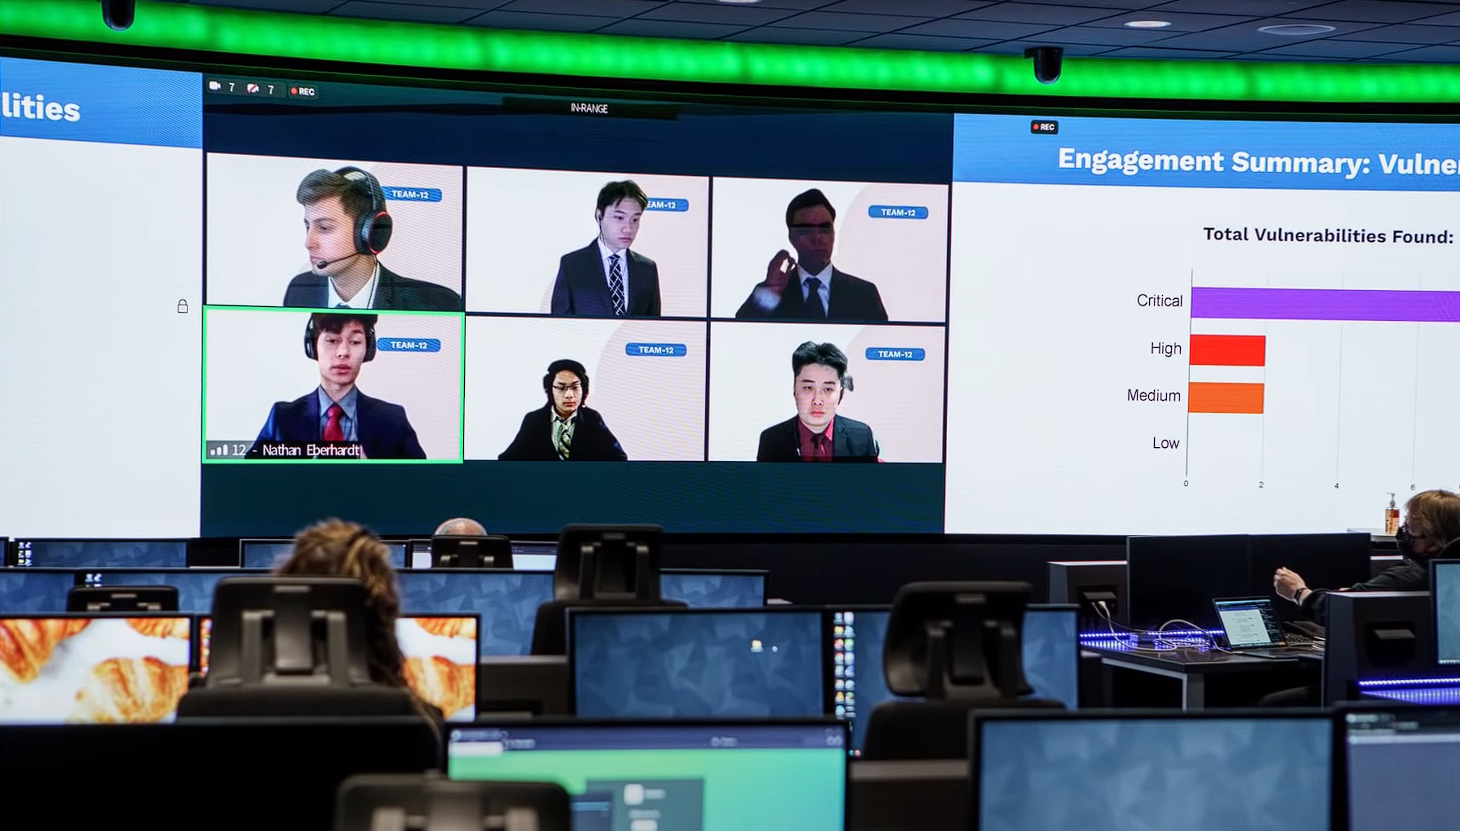 lities
7 7 REC
IN-RANGE
REC
Engagement Summary: Vulne
TEAM-12
TEAM-12
TEAM-12
Total Vulnerabilities Found:
Critical
High
Medium
Low
0 2 4 6
TEAM-12
TEAM-12
TEAM-12
12 - Nathan Eberhardt